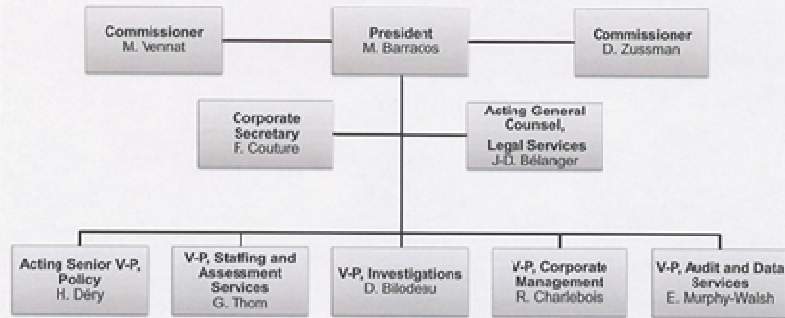 Commissioner
M. Vennat
President
M. Barracos
Commissioner
D. Zussman
Corporate
Secretary
F. Couture
Acting General
Counsel,
Legal Services
J-D. Bélanger
Acting Senior V-P,
Policy
H. Déry
V-P, Staffing and
Assessment
Services
G. Thom
V-P, Investigations
D. Bilodeau
V-P, Corporate
Management
R. Charlebois
V-P, Audit and Data
Services
E. Murphy-Walsh